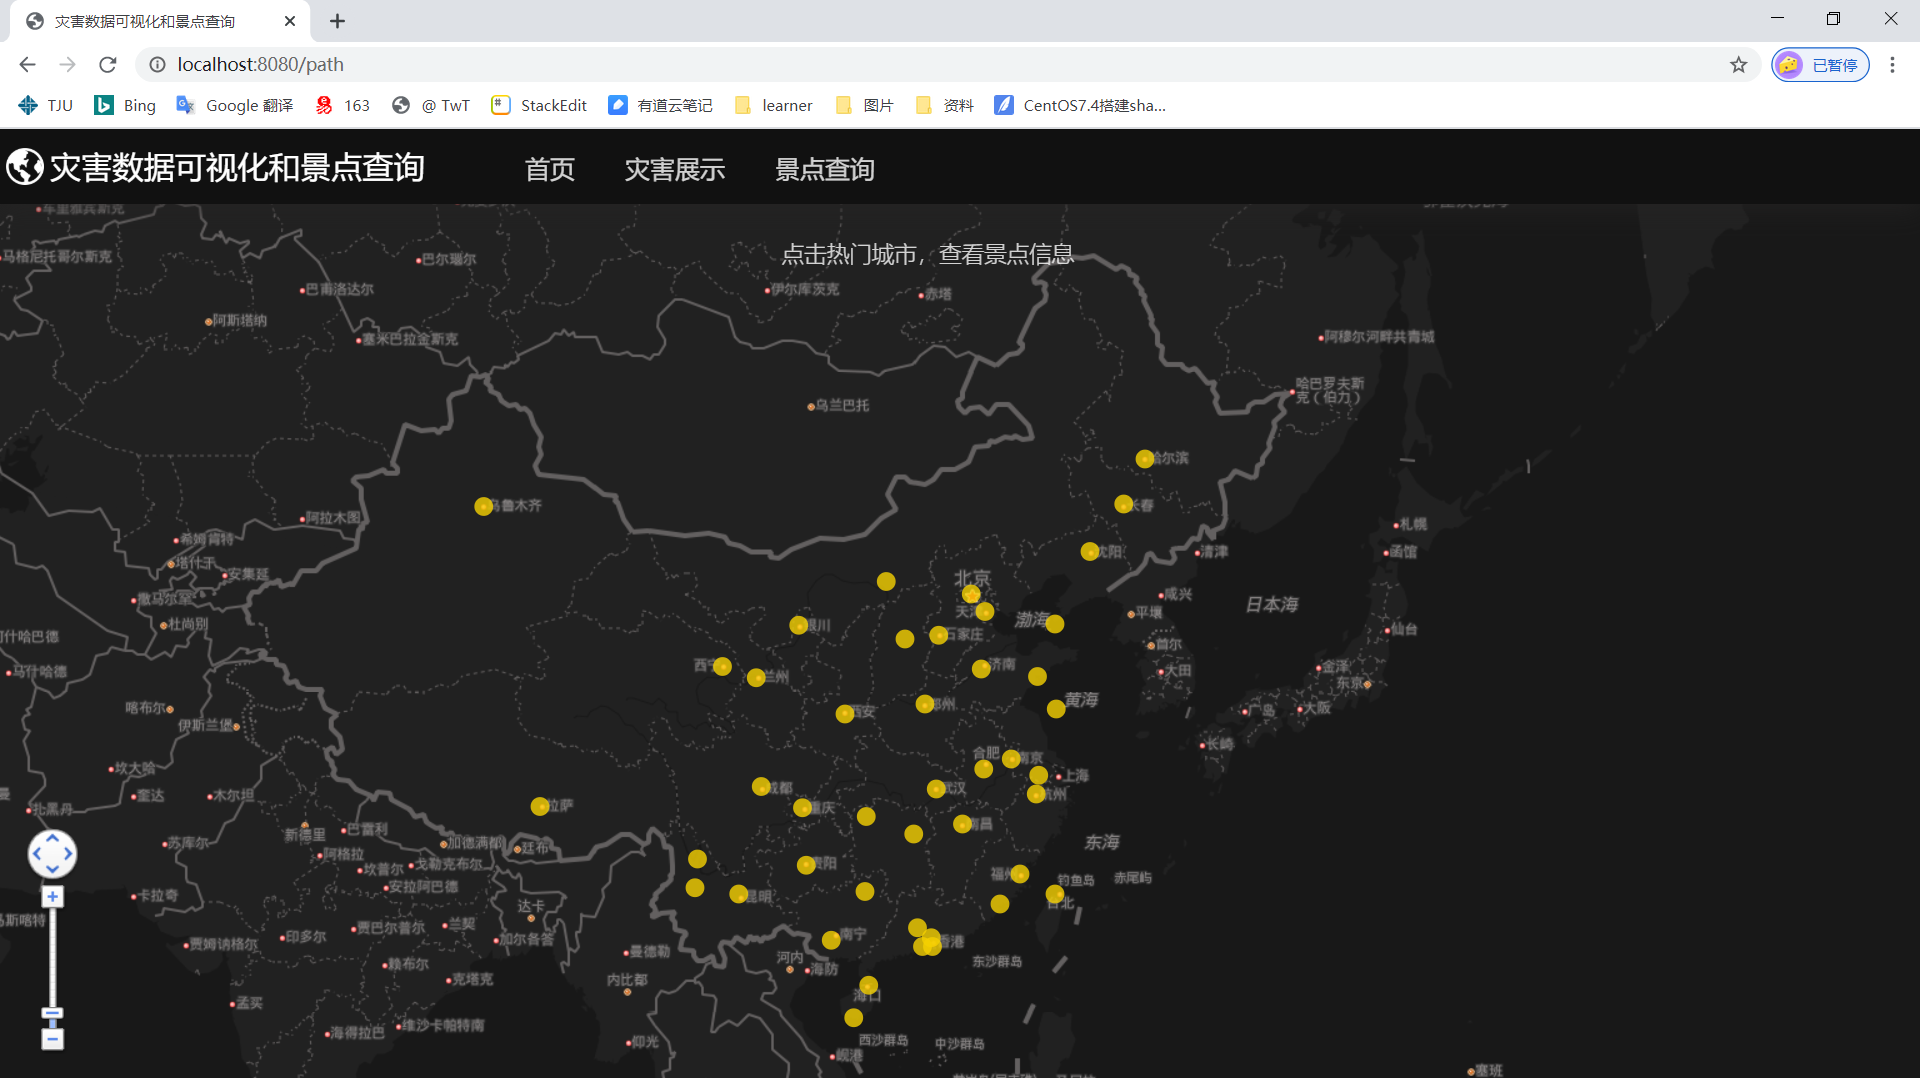 灾害数据可视化和景点查询
localhost:8080/path
已暂停
TJU
Bing
Google 翻译
163
@ TwT
StackEdit
有道云笔记
learner
图片
资料
CentOS7.4搭建sha...
灾害数据可视化和景点查询
首页
灾害展示
景点查询
点击热门城市，查看景点信息
马格尼托哥尔斯克
巴尔瑙尔
巴甫洛达尔
伊尔库茨克
赤塔
阿斯塔纳
塞米巴拉金斯克
阿穆尔河畔共青城
哈巴罗夫斯
克（伯力）
乌兰巴托
哈尔滨
乌鲁木齐
长春
阿拉木图
札幌
希姆肯特
沈阳
清津
函馆
塔什干
安集延
北京
撒马尔罕
咸兴
日本海
天津
渤海
平壤
杜尚别
银川
石家庄
仙台
首尔
西宁
济南
金泽
马什哈德
兰州
大田
东京
喀布尔
黄海
郑州
广岛
大阪
伊斯兰堡
西安
长崎
合肥
南京
坎大哈
上海
成都
武汉
杭州
奎达
木尔坦
扎黑丹
拉萨
重庆
南昌
新德里
巴雷利
苏库尔
加德满都
廷布
东海
阿格拉
戈勒克布尔
坎普尔
贵阳
福州
钓鱼岛
赤尾屿
安拉阿巴德
卡拉奇
昆明
台北
达卡
贾巴尔普尔
兰契
印多尔
加尔各答
贾姆讷格尔
南宁
香港
曼德勒
河内
海防
东沙群岛
赖布尔
克塔克
内比都
海口
孟买
维沙卡帕特南
海得拉巴
仰光
西沙群岛
中沙群岛
岘港
塞班